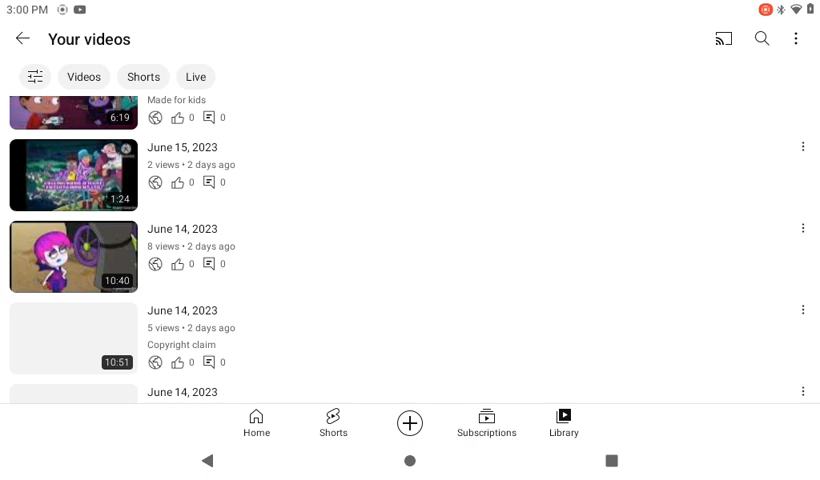 3:00 PM
Your videos
Videos
Shorts
Live
6:19
Made for kids
0
0
June 15, 2023
2 views • 2 days ago
0
0
1:24
June 14, 2023
8 views • 2 days ago
0
0
10:40
June 14, 2023
5 views • 2 days ago
Copyright claim
0
0
10:51
June 14, 2023
Home
Shorts
Subscriptions
Library